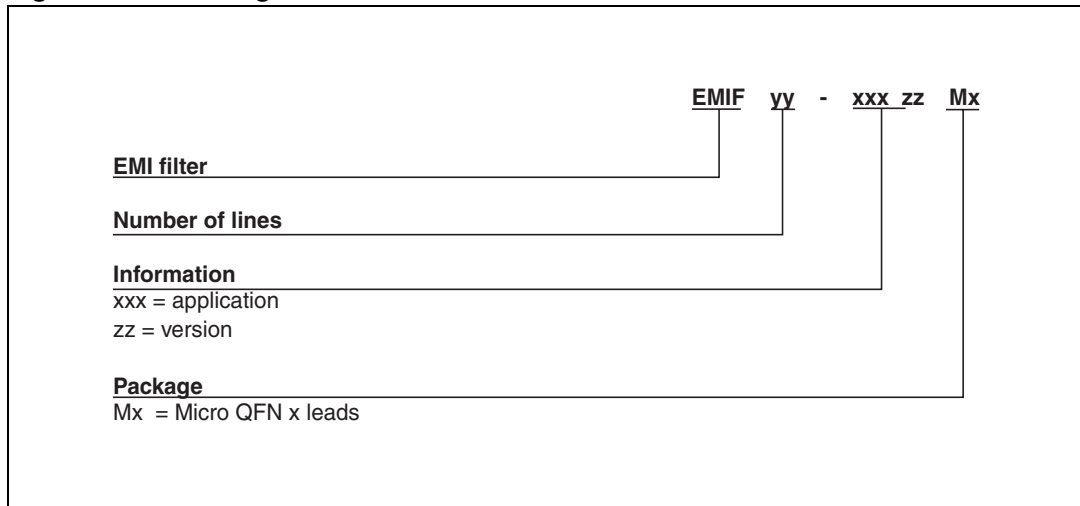 EMIF yy - xxx zz Mx
EMI filter
Number of lines
Information
xxx = application
zz = version
Package
Mx = Micro QFN x leads